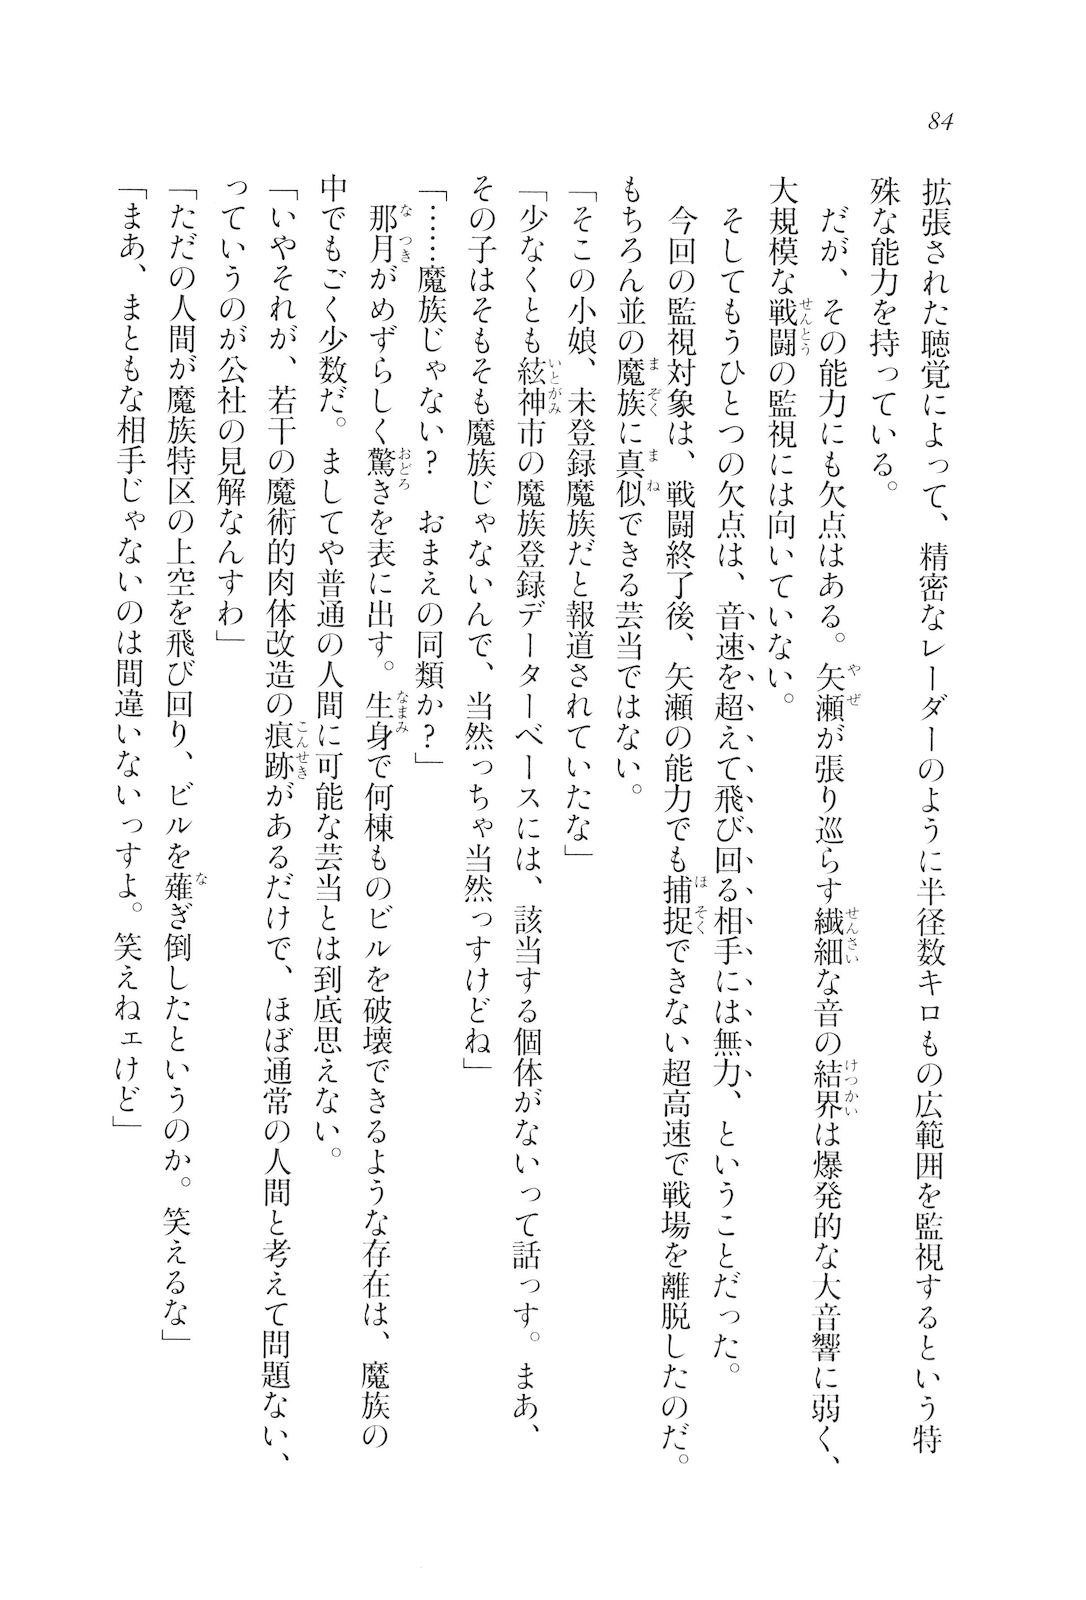 84
拡張された聴覚によって、精密なレーダーのように半径数キロもの広範囲を監視するという特
殊な能力を持っている。
　だが、その能力にも欠点はある。矢瀬が張り巡らす繊細な音の結界は爆発的な大音響に弱く、
大規模な戦闘の監視には向いていない。
　そしてもうひとつの欠点は、音速を超えて飛び回る相手には無力、ということだった。
　今回の監視対象は、戦闘終了後、矢瀬の能力でも捕捉できない超高速で戦場を離脱したのだ。
もちろん並の魔族に真似できる芸当ではない。
「そこの小娘、未登録魔族だと報道されていたな」
「少なくとも絃神市の魔族登録データーベースには、該当する個体がないって話っす。まあ、
その子はそもそも魔族じゃないんで、当然っちゃ当然っすけどね」
「……魔族じゃない？　おまえの同類か？」
　那月がめずらしく驚きを表に出す。生身で何棟ものビルを破壊できるような存在は、魔族の
中でもごく少数だ。ましてや普通の人間に可能な芸当とは到底思えない。
「いやそれが、若干の魔術的肉体改造の痕跡があるだけで、ほぼ通常の人間と考えて問題ない、
っていうのが公社の見解なんすわ」
「ただの人間が魔族特区の上空を飛び回り、ビルを薙ぎ倒したというのか。笑えるな」
「まあ、まともな相手じゃないのは間違いないっすよ。笑えねェけど」